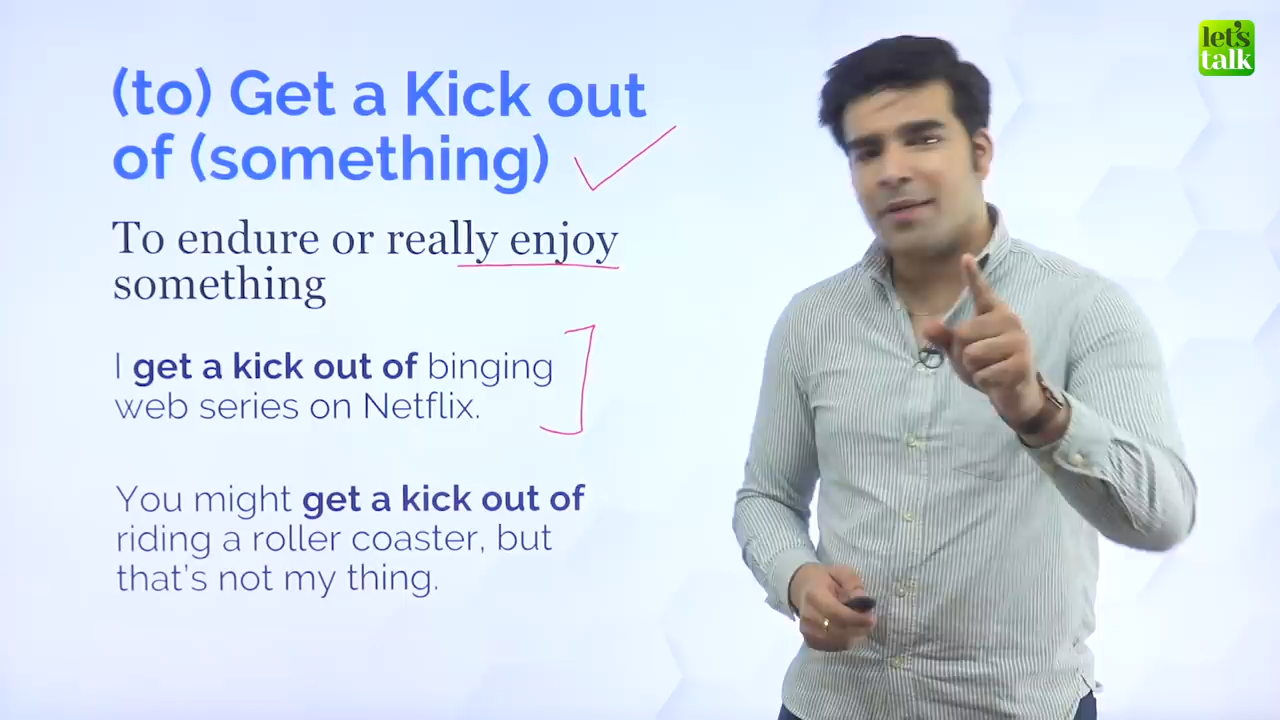 (to) Get a Kick out
of (something)
To endure or really enjoy
something
I get a kick out of binging
web series on Netflix.
You might get a kick out of
riding a roller coaster, but
that's not my thing.
let's
talk